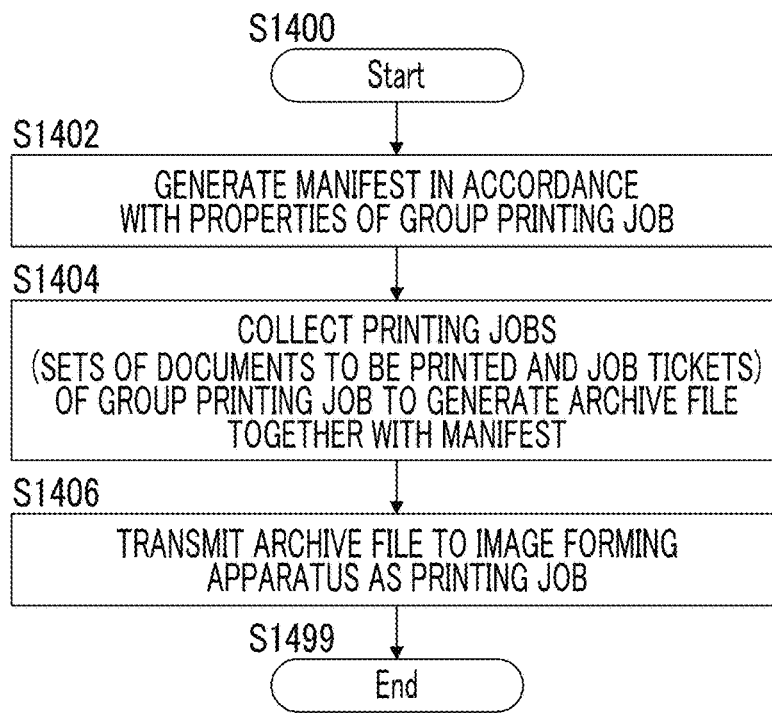 S1400
Start
S1402
GENERATE MANIFEST IN ACCORDANCE
WITH PROPERTIES OF GROUP PRINTING JOB
S1404
COLLECT PRINTING JOBS
(SETS OF DOCUMENTS TO BE PRINTED AND JOB TICKETS)
OF GROUP PRINTING JOB TO GENERATE ARCHIVE FILE
TOGETHER WITH MANIFEST
S1406
TRANSMIT ARCHIVE FILE TO IMAGE FORMING
APPARATUS AS PRINTING JOB
S1499
End